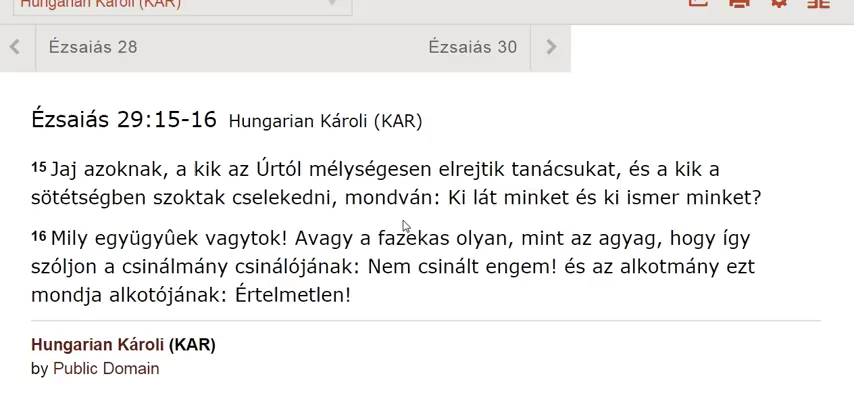 Hungarian Károli (KAR)
Ézsaiás 28
Ézsaiás 30
Ézsaiás 29:15-16 Hungarian Károli (KAR)
15 Jaj azoknak, a kik az Úrtól mélységesen elrejtik tanácsukat, és a kik a
sötétségben szoktak cselekedni, mondván: Ki lát minket és ki ismer minket?
16 Mily együgyûek vagytok! Avagy a fazekas olyan, mint az agyag, hogy így
szóljon a csinálmány csinálójának: Nem csinált engem! és az alkotmány ezt
mondja alkotójának: Értelmetlen!
Hungarian Károli (KAR)
by Public Domain